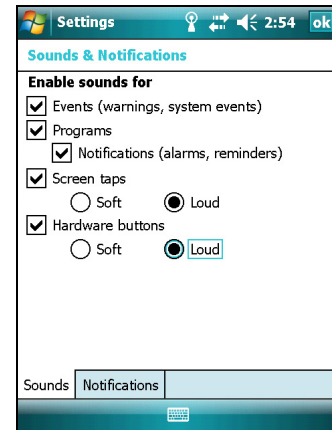 Settings 2:54 ok
Sounds & Notifications
Enable sounds for
Events (warnings, system events)
Programs
Notifications (alarms, reminders)
Screen taps
Soft Loud
Hardware buttons
Soft Loud
Sounds Notifications